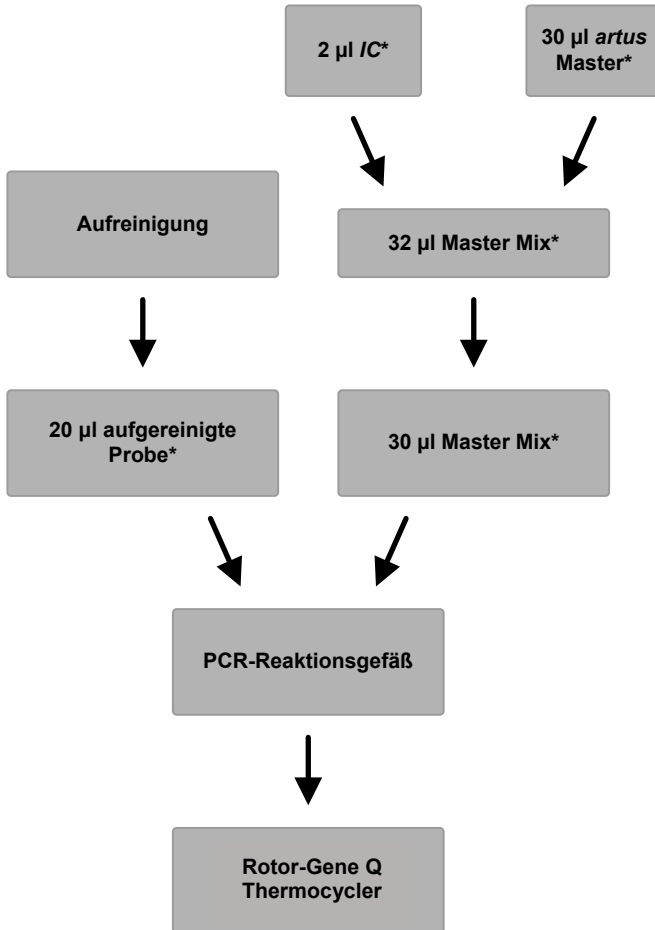 2 µl IC*
30 µl artus
Master*
Aufreinigung
32 µl Master Mix*
20 µl aufgereinigte
Probe*
30 µl Master Mix*
PCR-Reaktionsgefäß
Rotor-Gene Q
Thermocycler